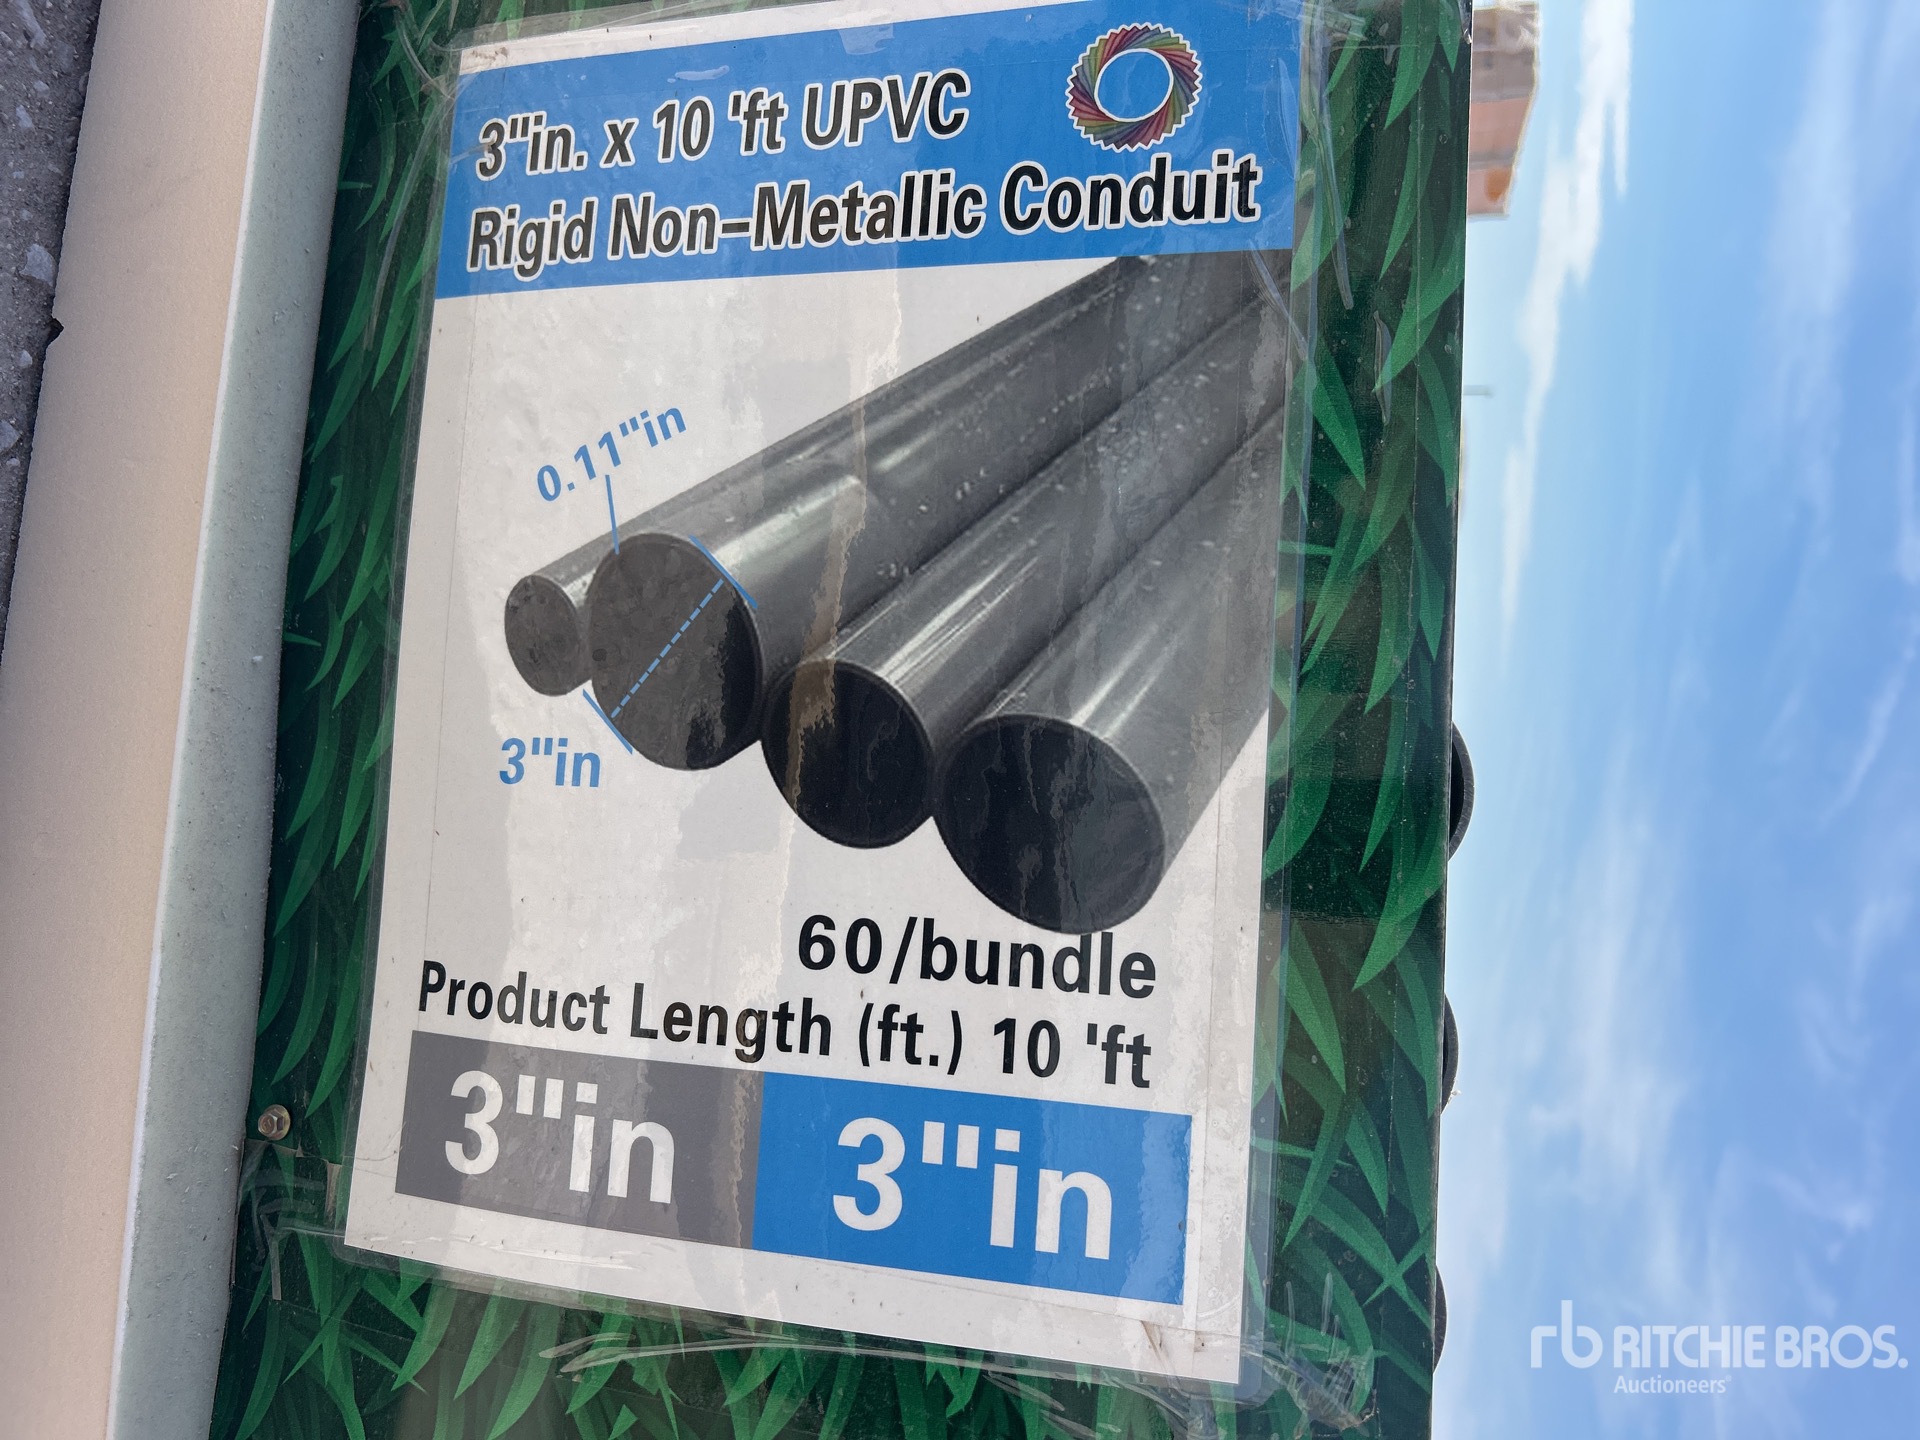 3"in. x 10 'ft UPVC
Rigid Non-Metallic Conduit
0.11"in
3"in
60/bundle
Product Length (ft.) 10 'ft
3"in 3"in
rb RITCHIE BROS.
Auctioneers